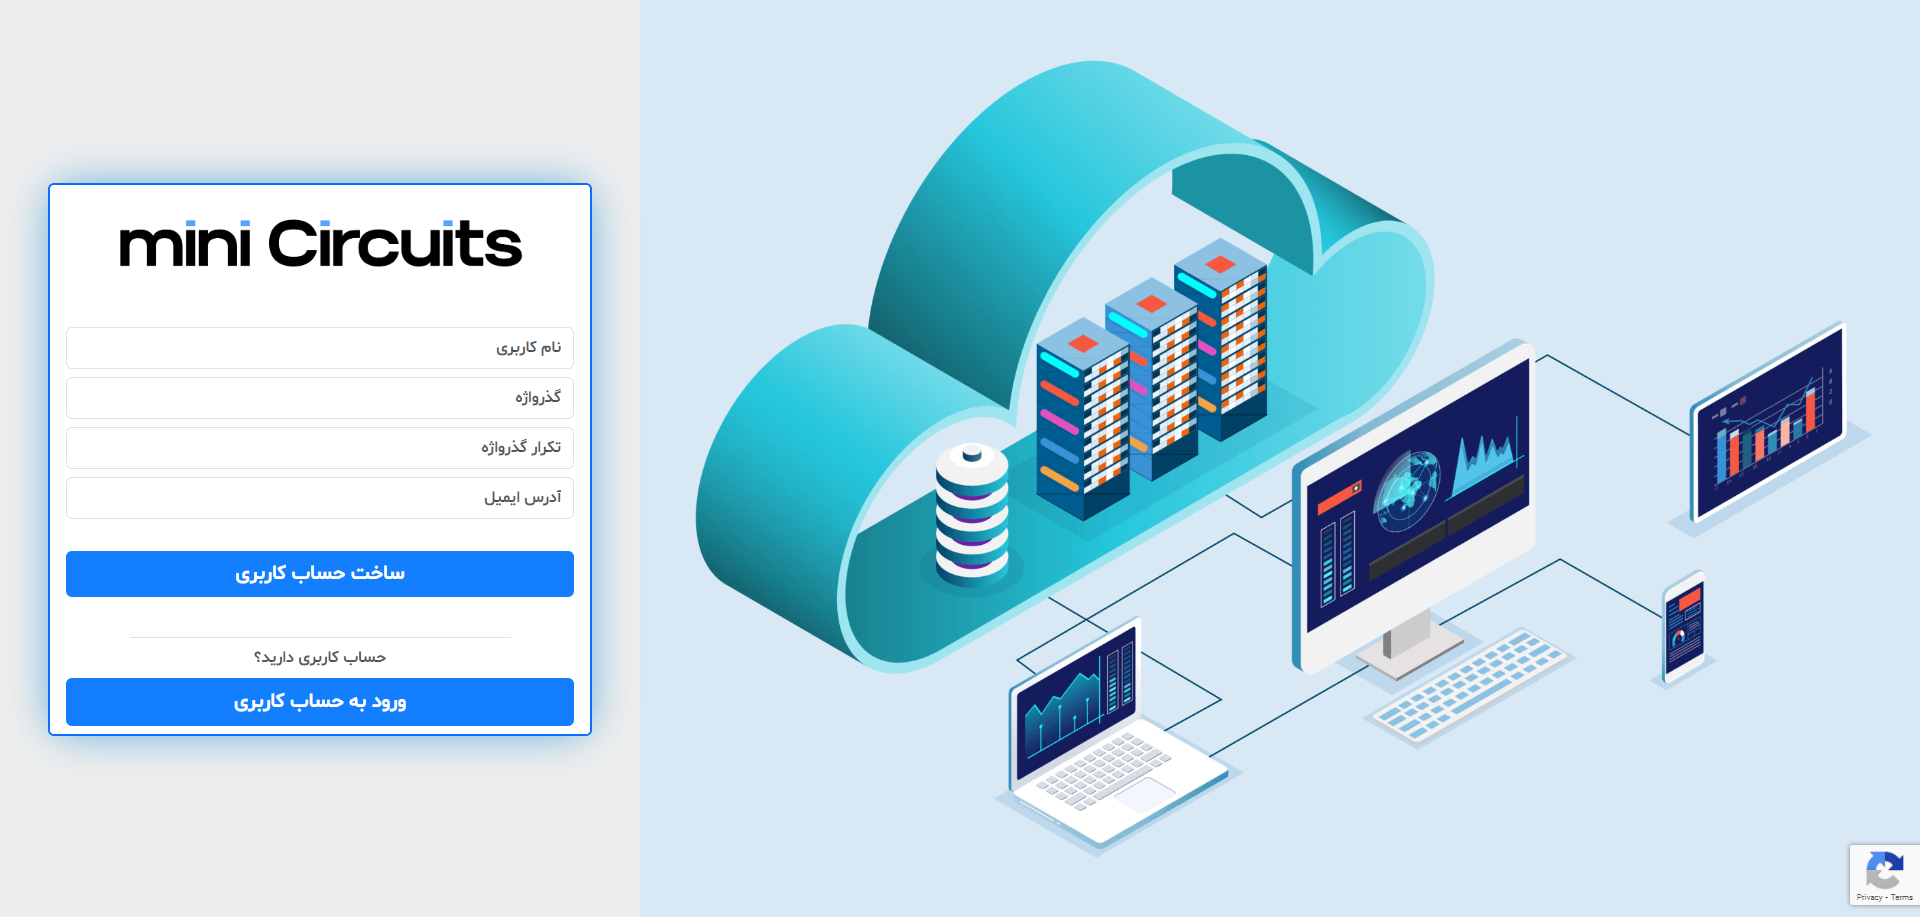 mini Circuits
نام کاربری
گذرواژه
تکرار گذرواژه
آدرس ایمیل
ساخت حساب کاربری
حساب کاربری دارید؟
ورود به حساب کاربری
Privacy - Terms